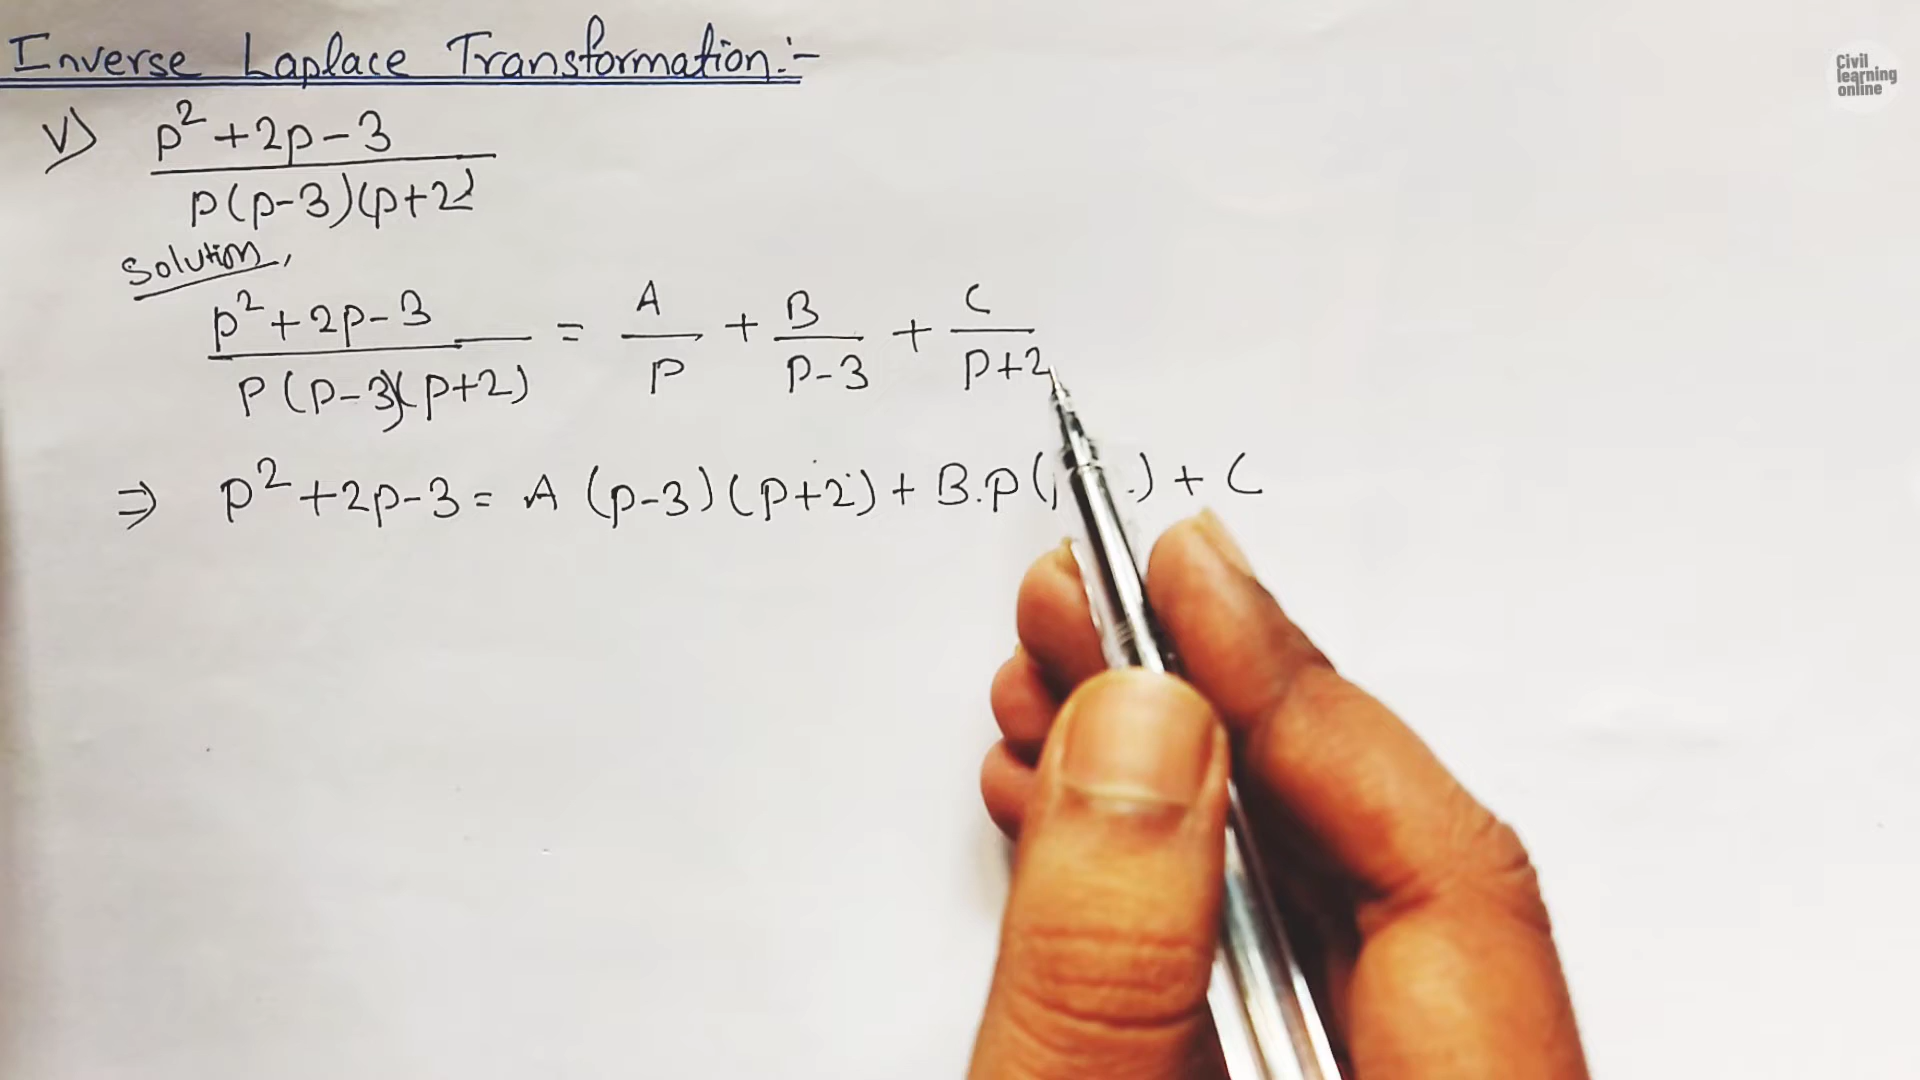 Inverse Laplace Transformation:-
Civil
learning
online
v) p²+2p-3
p(p-3)(p+2)
Solution,
p²+2p-3 = A + B + C
p(p-3)(p+2) p p-3 p+2
⇒ p²+2p-3 = A (p-3)(p+2) + B.p( ) + C